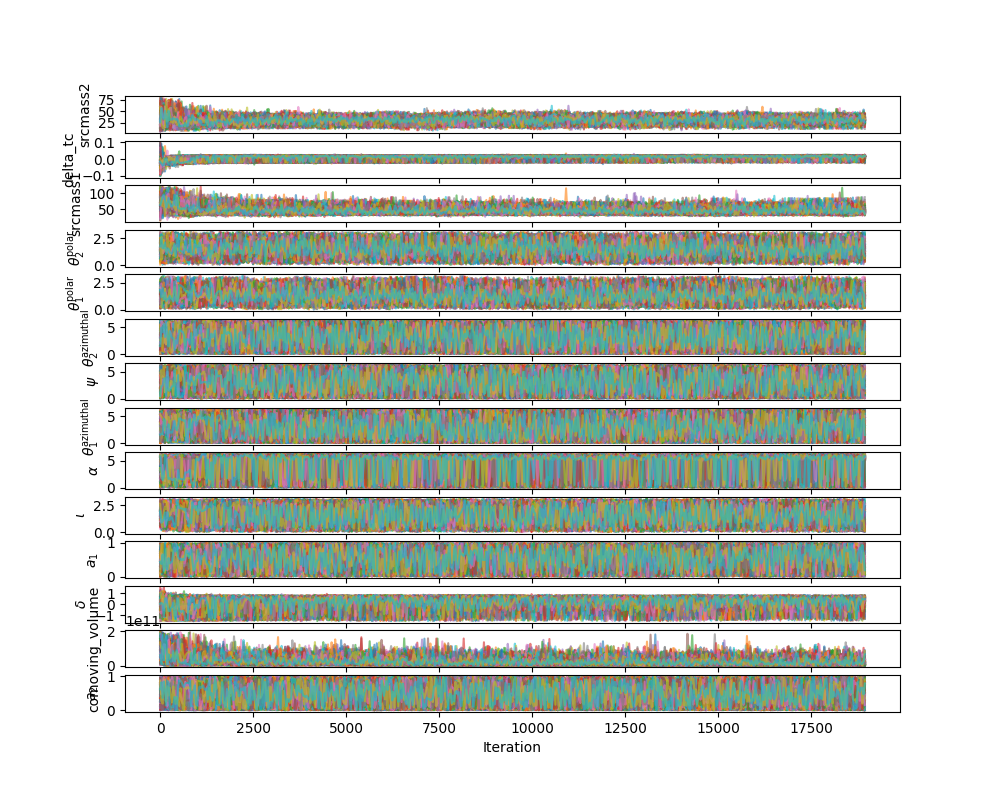 srcmass2
75
50
25
delta_tc
0.1
0.0
−0.1
srcmass1
100
50
θ₂^polar
2.5
0.0
θ₁^polar
2.5
0.0
θ₂^azimuthal
5
0
ψ
5
0
θ₁^azimuthal
5
0
α
5
0
ι
2.5
0.0
a₁
1
0
δ
1
0
−1
comoving_volume
1e11
2
0
1
0
0 2500 5000 7500 10000 12500 15000 17500
Iteration